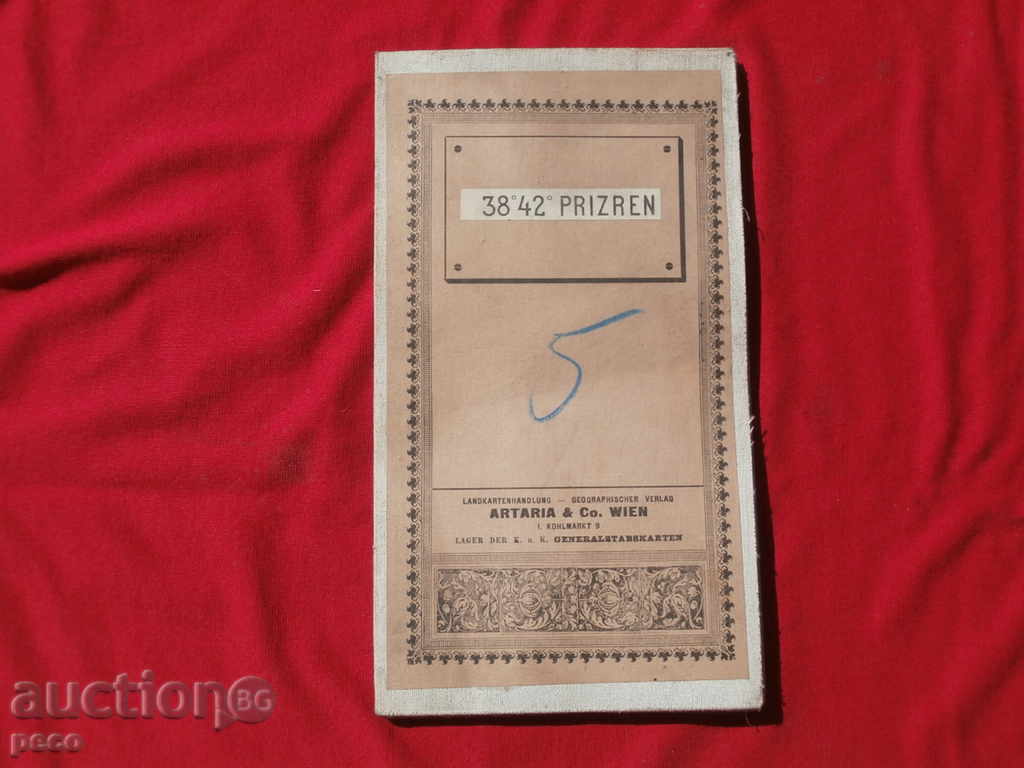 38°42° PRIZREN
5
LANDKARTENHANDLUNG — GEOGRAPHISCHER VERLAG
ARTARIA & Co. WIEN
I. KOHLMARKT 9
LAGER DER K. u. K. GENERALSTABSKARTEN
auctionBG
peco